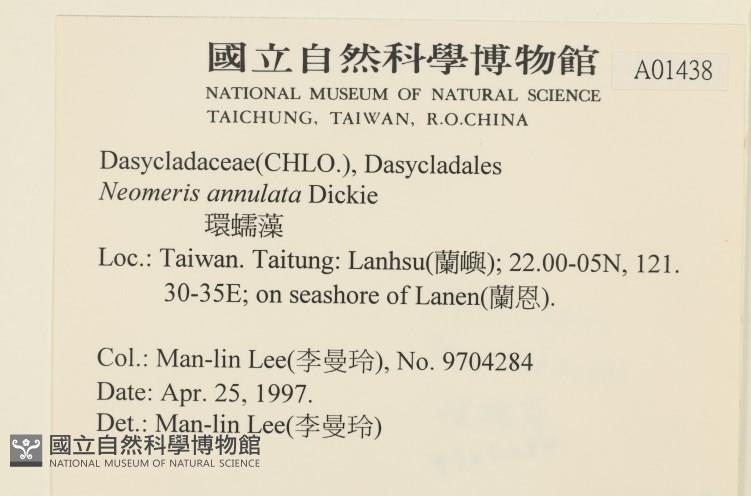 國立自然科學博物館
A01438
NATIONAL MUSEUM OF NATURAL SCIENCE
TAICHUNG, TAIWAN, R.O.CHINA
Dasycladaceae(CHLO.), Dasycladales
Neomeris annulata Dickie
環蠕藻
Loc.: Taiwan. Taitung: Lanhsu(蘭嶼); 22.00-05N, 121.
30-35E; on seashore of Lanen(蘭恩).
Col.: Man-lin Lee(李曼玲), No. 9704284
Date: Apr. 25, 1997.
Det.: Man-lin Lee(李曼玲)
國立自然科學博物館
NATIONAL MUSEUM OF NATURAL SCIENCE